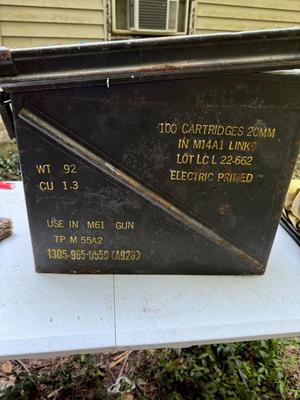 100 CARTRIDGES 20MM
IN M14A1 LINKS
LOT LC L 22-662
ELECTRIC PRIMED
WT 92
CU 1.3
USE IN M61 GUN
TP M 55A2
1305-965-0550 (A926)